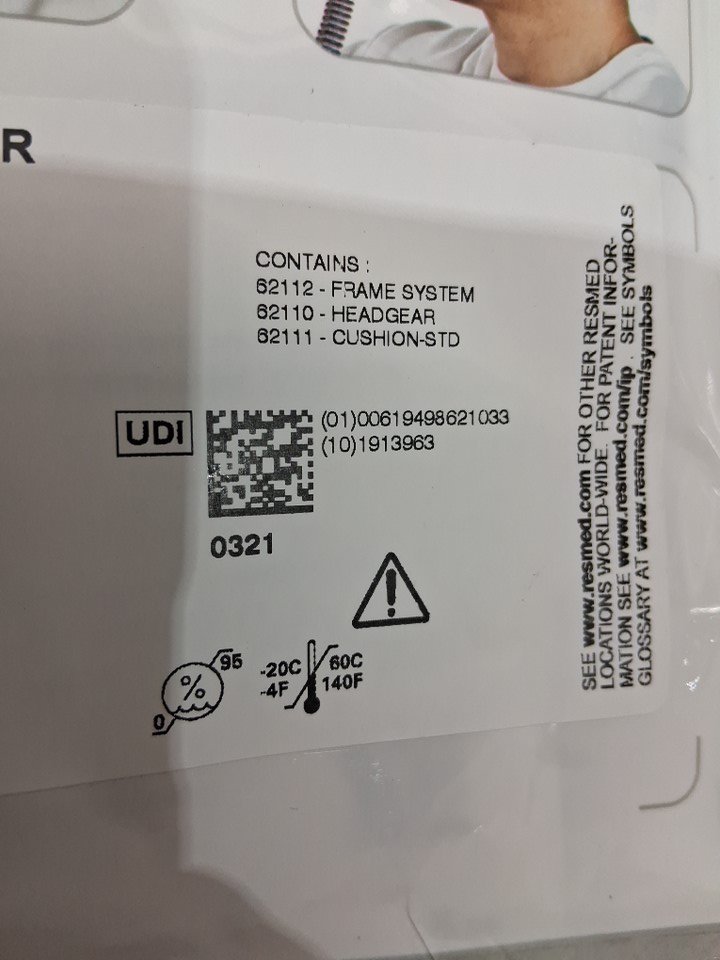 R
CONTAINS :
62112 - FRAME SYSTEM
62110 - HEADGEAR
62111 - CUSHION-STD
UDI
(01)00619498621033
(10)1913963
0321
95
%
0
-20C
-4F
60C
140F
SEE www.resmed.com FOR OTHER RESMED
LOCATIONS WORLD-WIDE. FOR PATENT INFOR-
MATION SEE www.resmed.com/ip . SEE SYMBOLS
GLOSSARY AT www.resmed.com/symbols